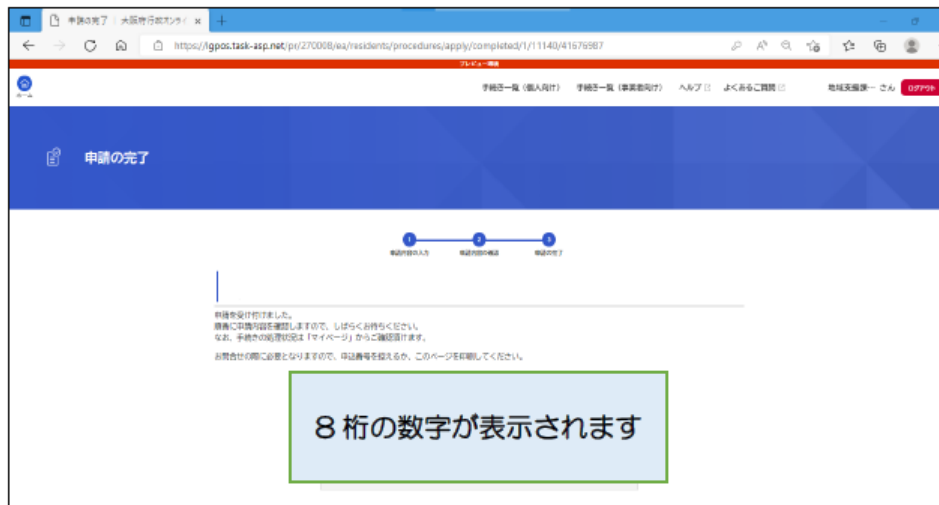 申請の完了 | 大阪府行政オンライ
https://lgpos.task-asp.net/pr/270008/ea/residents/procedures/apply/completed/1/11140/41676987
プレビュー環境
ホーム
手続き一覧（個人向け） 手続き一覧（事業者向け） ヘルプ よくあるご質問 地域支援課… さん ログアウト
申請の完了
1 2 3
申請内容の入力 申請内容の確認 申請の完了
申請を受け付けました。
順番に申請内容を確認しますので、しばらくお待ちください。
なお、手続きの処理状況は「マイページ」からご確認頂けます。
お問合せの際に必要となりますので、申込番号を控えるか、このページを印刷してください。
8桁の数字が表示されます